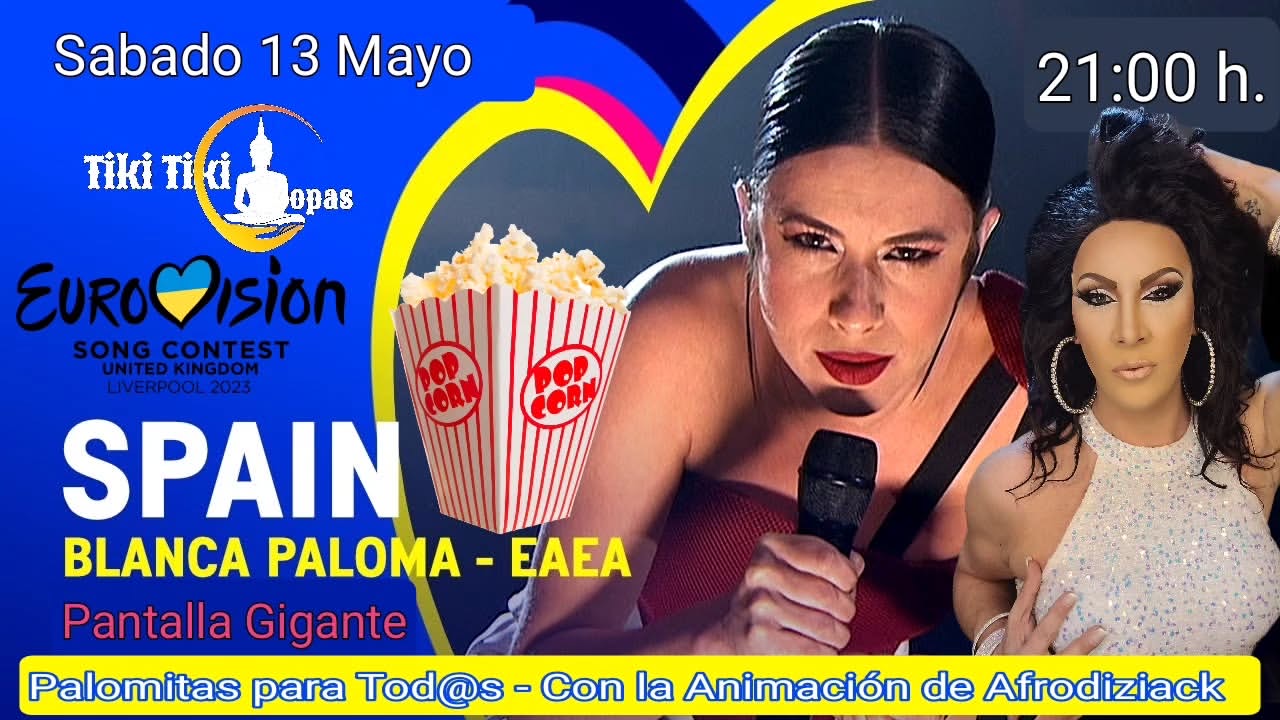 Sabado 13 Mayo
21:00 h.
Tiki Tiki
Copas
EUROVISION
SONG CONTEST
UNITED KINGDOM
LIVERPOOL 2023
POP
CORN
POP
CORN
SPAIN
BLANCA PALOMA - EAEA
Pantalla Gigante
Palomitas para Tod@s - Con la Animación de Afrodiziack